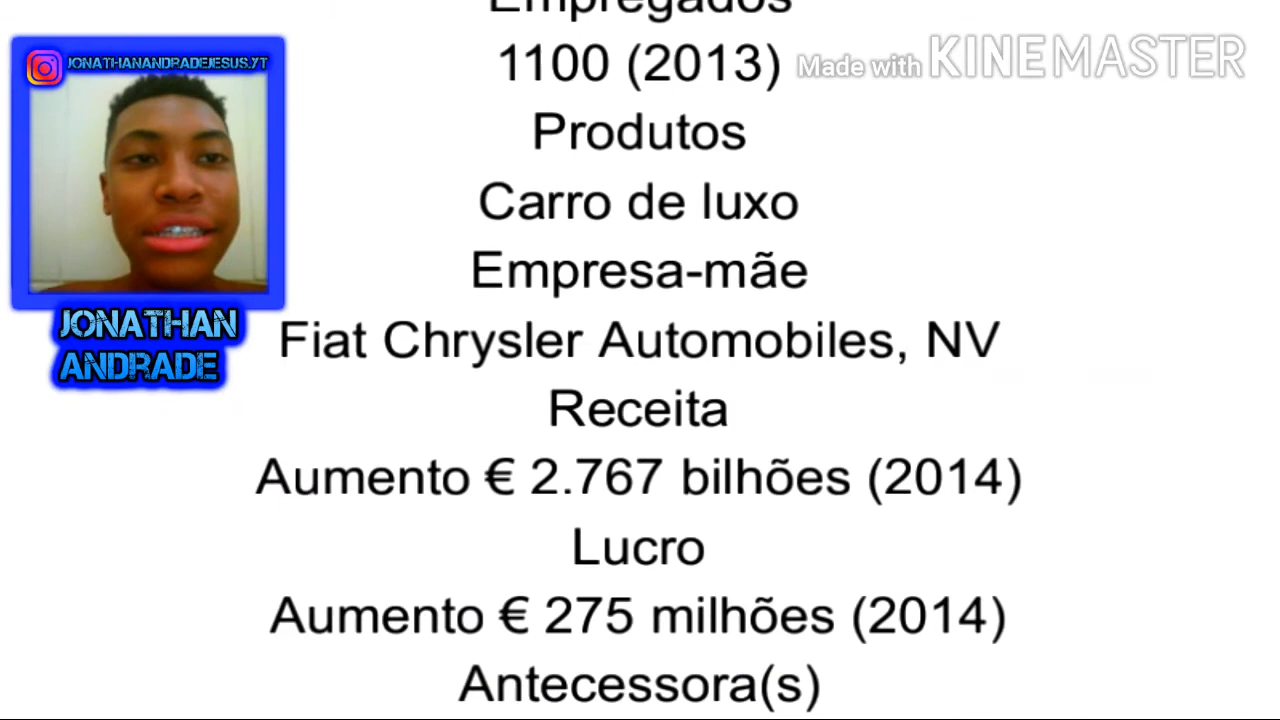 Empregados
JONATHANANDRADEJESUS.YT
1100 (2013)
Made with KINEMASTER
Produtos
Carro de luxo
Empresa-mãe
JONATHAN
ANDRADE
Fiat Chrysler Automobiles, NV
Receita
Aumento € 2.767 bilhões (2014)
Lucro
Aumento € 275 milhões (2014)
Antecessora(s)